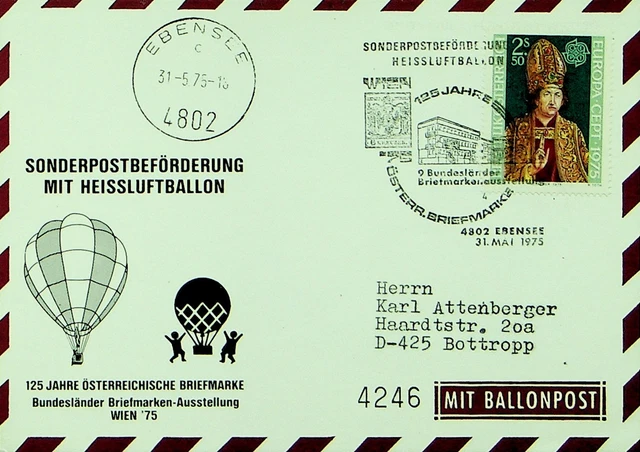 EBENSEE
c
31-5.75-18
4802
SONDERPOSTBEFÖRDERUNG
HEISSLUFTBALLON
WIEN
125 JAHRE
ÖSTERR. BRIEFMARKE
9 Bundesländer
Briefmarken.ausstellung
4
4802 EBENSEE
31. MAI 1975
2S
50
EUROPA · CEPT · 1975
SONDERPOSTBEFÖRDERUNG
MIT HEISSLUFTBALLON
Herrn
Karl Attenberger
Haardtstr. 20a
D-425 Bottropp
125 JAHRE ÖSTERREICHISCHE BRIEFMARKE
Bundesländer Briefmarken-Ausstellung
WIEN '75
4246
MIT BALLONPOST